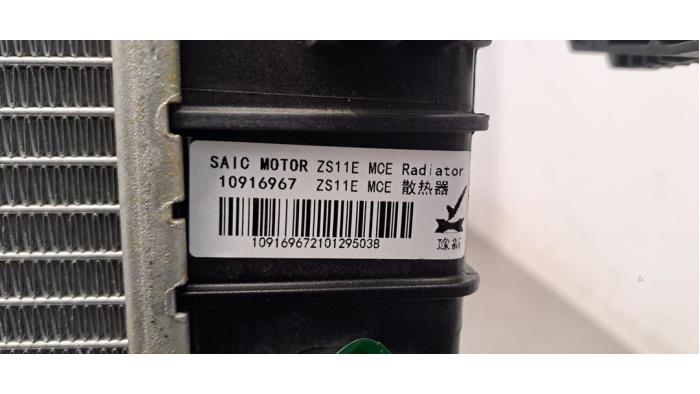 SAIC MOTOR ZS11E MCE Radiator
10916967 ZS11E MCE 散热器
109169672101295038
豫新